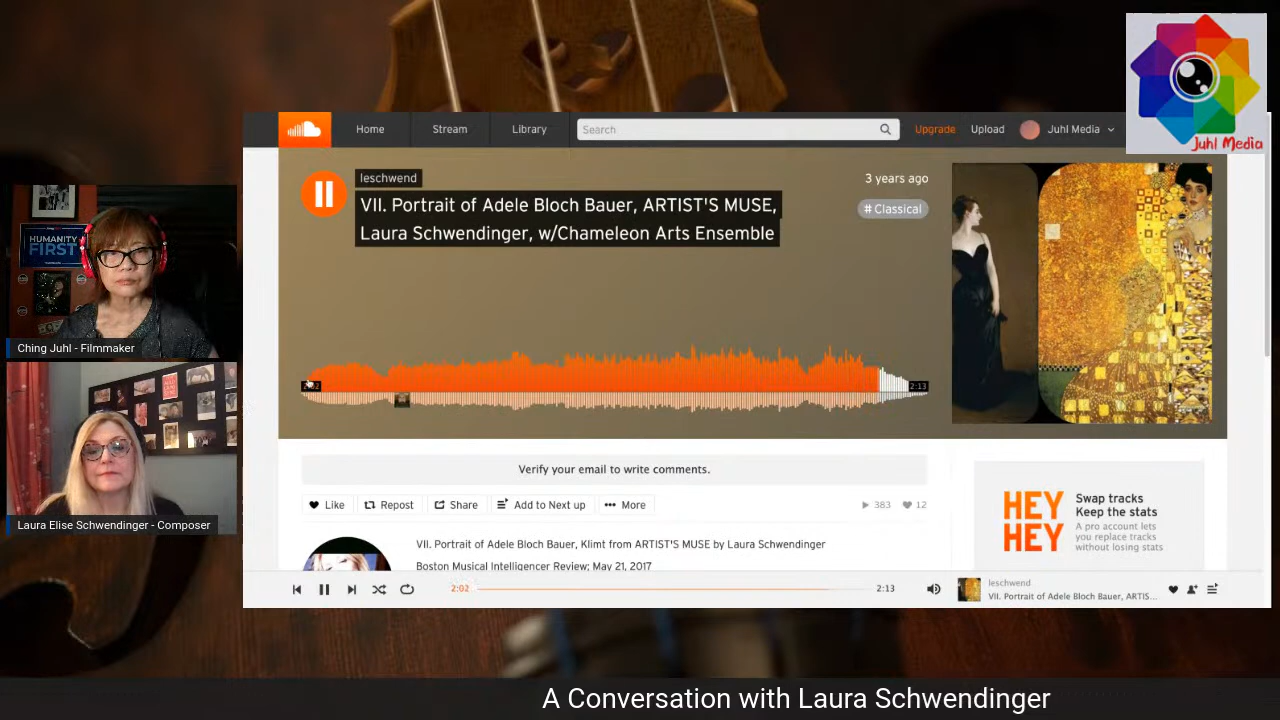 Juhl Media
Home
Stream
Library
Search
Upgrade
Upload
Juhl Media
leschwend
3 years ago
VII. Portrait of Adele Bloch Bauer, ARTIST'S MUSE,
Laura Schwendinger, w/Chameleon Arts Ensemble
# Classical
HUMANITY
FIRST
Ching Juhl - Filmmaker
Laura Elise Schwendinger - Composer
2:13
Verify your email to write comments.
Like
Repost
Share
Add to Next up
More
383
12
HEY
HEY
Swap tracks
Keep the stats
A pro account lets
you replace tracks
without losing stats
VII. Portrait of Adele Bloch Bauer, Klimt from ARTIST'S MUSE by Laura Schwendinger
Boston Musical Intelligencer Review; May 21, 2017
2:02
2:13
leschwend
VII. Portrait of Adele Bloch Bauer, ARTIS...
A Conversation with Laura Schwendinger